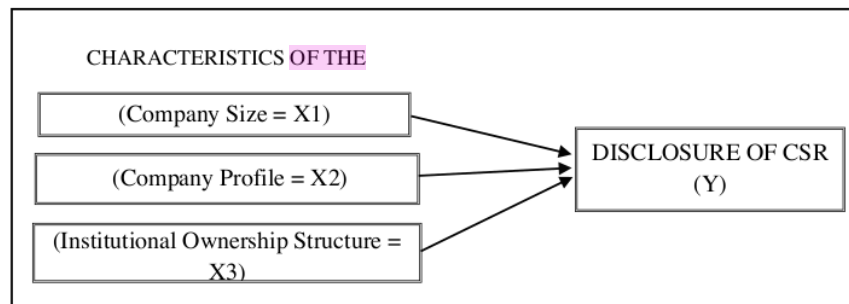 CHARACTERISTICS OF THE
(Company Size = X1)
(Company Profile = X2)
(Institutional Ownership Structure =
X3)
DISCLOSURE OF CSR
(Y)